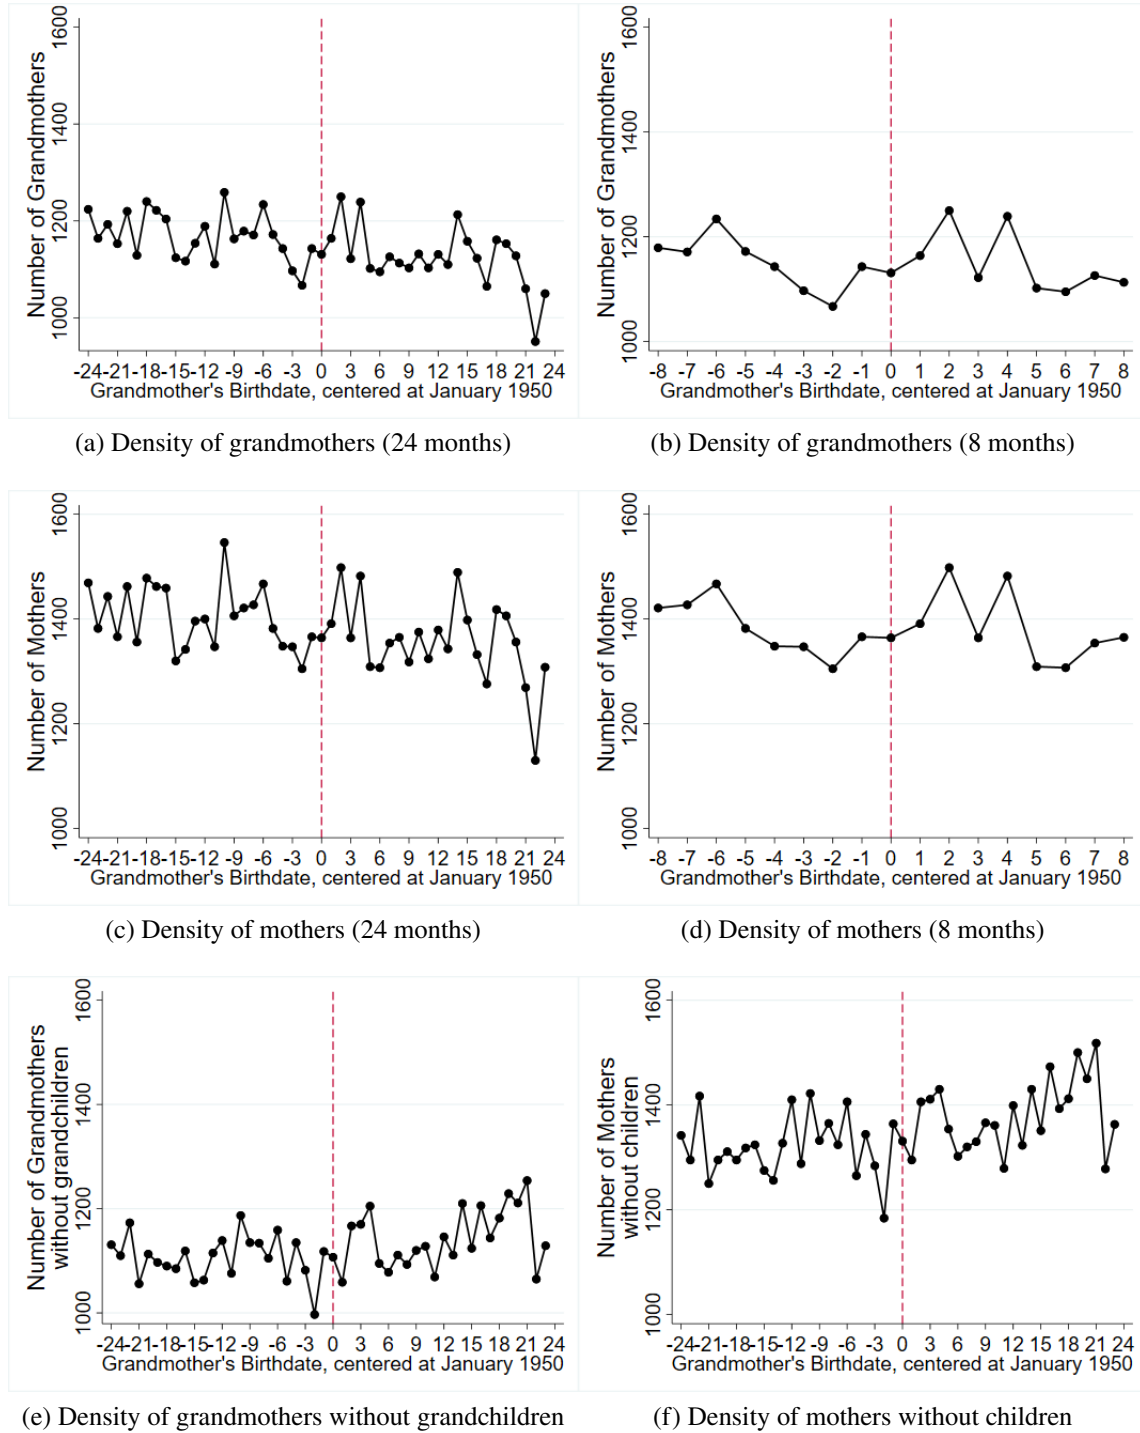 Number of Grandmothers
1600
1400
1200
1000
-24 -21 -18 -15 -12 -9 -6 -3 0 3 6 9 12 15 18 21 24
Grandmother's Birthdate, centered at January 1950
(a) Density of grandmothers (24 months)
Number of Grandmothers
1600
1400
1200
1000
-8 -7 -6 -5 -4 -3 -2 -1 0 1 2 3 4 5 6 7 8
Grandmother's Birthdate, centered at January 1950
(b) Density of grandmothers (8 months)
Number of Mothers
1600
1400
1200
1000
-24 -21 -18 -15 -12 -9 -6 -3 0 3 6 9 12 15 18 21 24
Grandmother's Birthdate, centered at January 1950
(c) Density of mothers (24 months)
Number of Mothers
1600
1400
1200
1000
-8 -7 -6 -5 -4 -3 -2 -1 0 1 2 3 4 5 6 7 8
Grandmother's Birthdate, centered at January 1950
(d) Density of mothers (8 months)
Number of Grandmothers
without grandchildren
1600
1400
1200
1000
-24 -21 -18 -15 -12 -9 -6 -3 0 3 6 9 12 15 18 21 24
Grandmother's Birthdate, centered at January 1950
(e) Density of grandmothers without grandchildren
Number of Mothers
without children
1600
1400
1200
1000
-24 -21 -18 -15 -12 -9 -6 -3 0 3 6 9 12 15 18 21 24
Grandmother's Birthdate, centered at January 1950
(f) Density of mothers without children